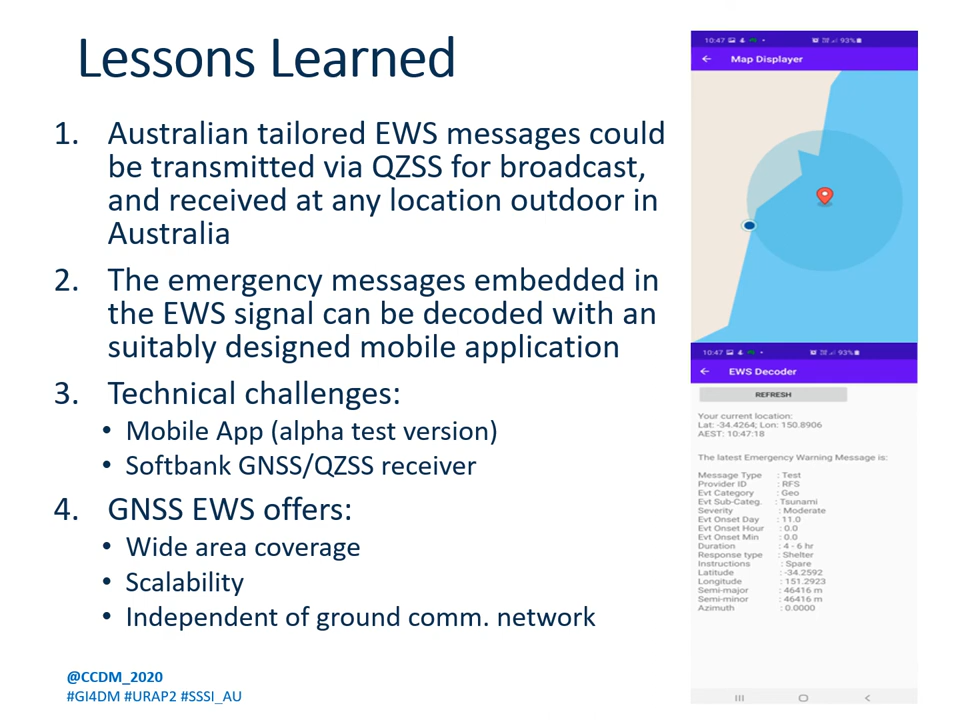 Lessons Learned
1. Australian tailored EWS messages could
be transmitted via QZSS for broadcast,
and received at any location outdoor in
Australia
2. The emergency messages embedded in
the EWS signal can be decoded with an
suitably designed mobile application
3. Technical challenges:
• Mobile App (alpha test version)
• Softbank GNSS/QZSS receiver
4. GNSS EWS offers:
• Wide area coverage
• Scalability
• Independent of ground comm. network
@CCDM_2020
#GI4DM #URAP2 #SSSI_AU
10:47 93%
Map Displayer
10:47 93%
EWS Decoder
REFRESH
Your current location:
Lat: -34.4264; Lon: 150.8906
AEST: 10:47:18
The latest Emergency Warning Message is:
Message Type : Test
Provider ID : RFS
Evt Category : Geo
Evt Sub-Categ. : Tsunami
Severity : Moderate
Evt Onset Day : 11.0
Evt Onset Hour : 0.0
Evt Onset Min : 0.0
Duration : 4 - 6 hr
Response type : Shelter
Instructions : Spare
Latitude : -34.2592
Longitude : 151.2923
Semi-major : 46416 m
Semi-minor : 46416 m
Azimuth : 0.0000